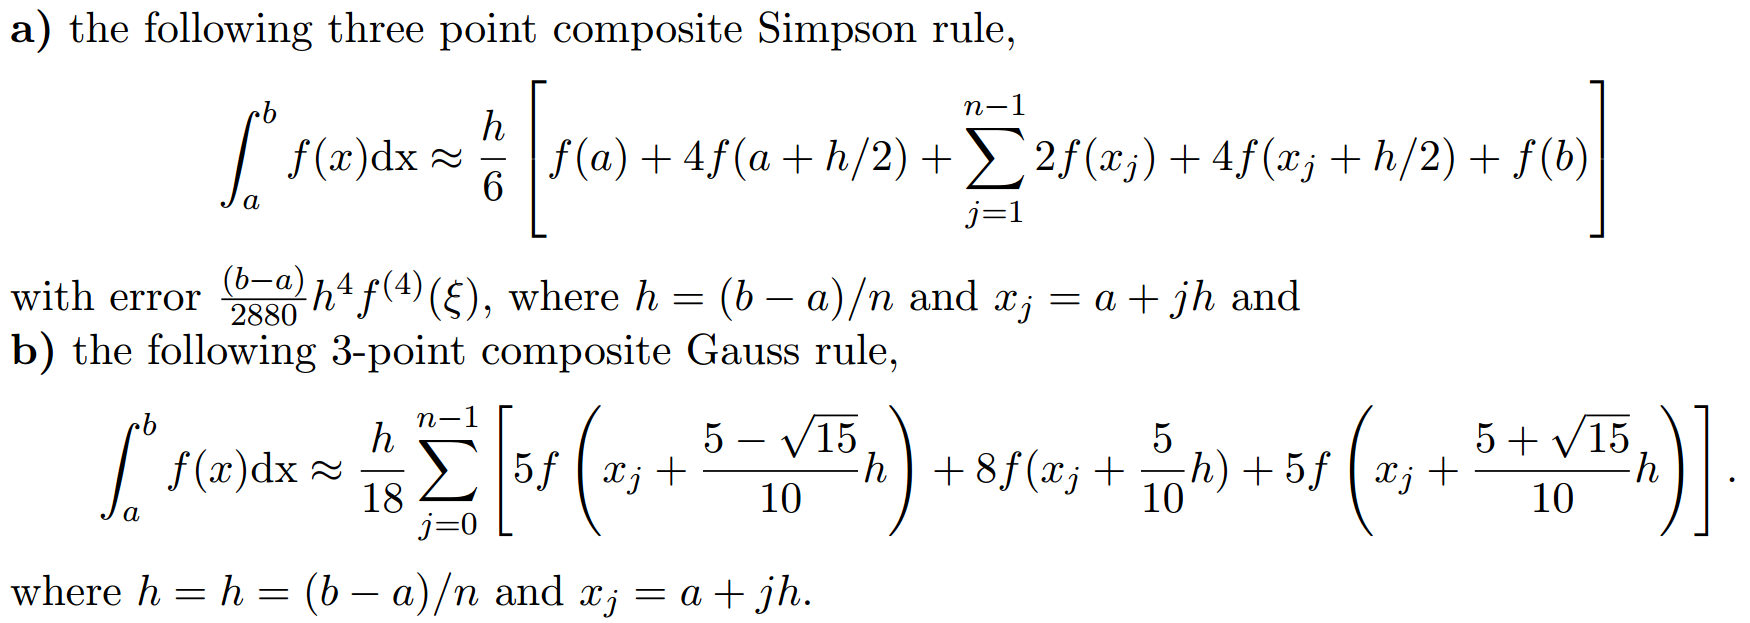 a) the following three point composite Simpson rule,
∫_a^b f(x)dx ≈ h/6 [ f(a) + 4f(a + h/2) + ∑_{j=1}^{n−1} 2f(x_j) + 4f(x_j + h/2) + f(b) ]
with error (b−a)/2880 h^4 f^{(4)}(ξ), where h = (b − a)/n and x_j = a + jh and
b) the following 3-point composite Gauss rule,
∫_a^b f(x)dx ≈ h/18 ∑_{j=0}^{n−1} [ 5f ( x_j + (5 − √15)/10 h ) + 8f(x_j + 5/10 h) + 5f ( x_j + (5 + √15)/10 h ) ] .
where h = h = (b − a)/n and x_j = a + jh.